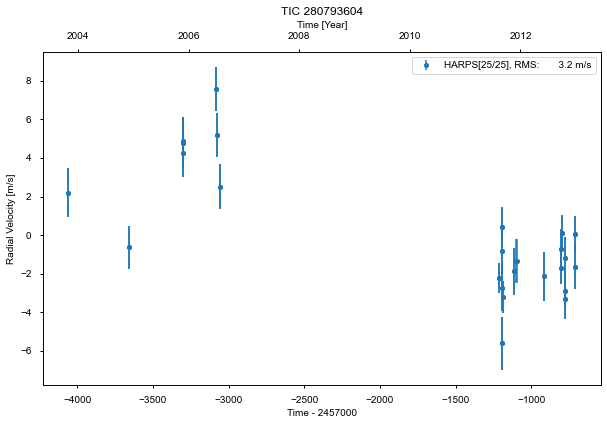 TIC 280793604
Time [Year]
2004 2006 2008 2010 2012
HARPS[25/25], RMS: 3.2 m/s
Radial Velocity [m/s]
8
6
4
2
0
−2
−4
−6
−4000 −3500 −3000 −2500 −2000 −1500 −1000
Time - 2457000